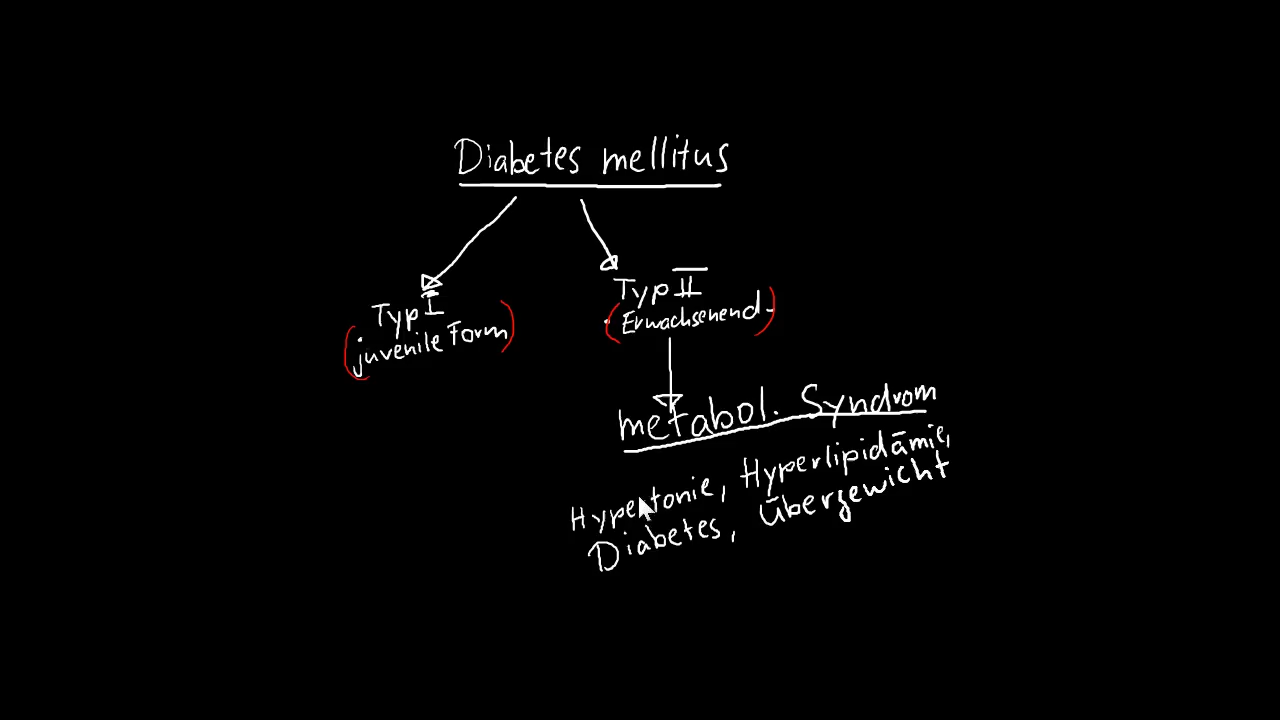 Diabetes mellitus
Typ I
(juvenile Form)
Typ II
(Erwachsenend.)
metabol. Syndrom
Hypertonie, Hyperlipidämie,
Diabetes, Übergewicht